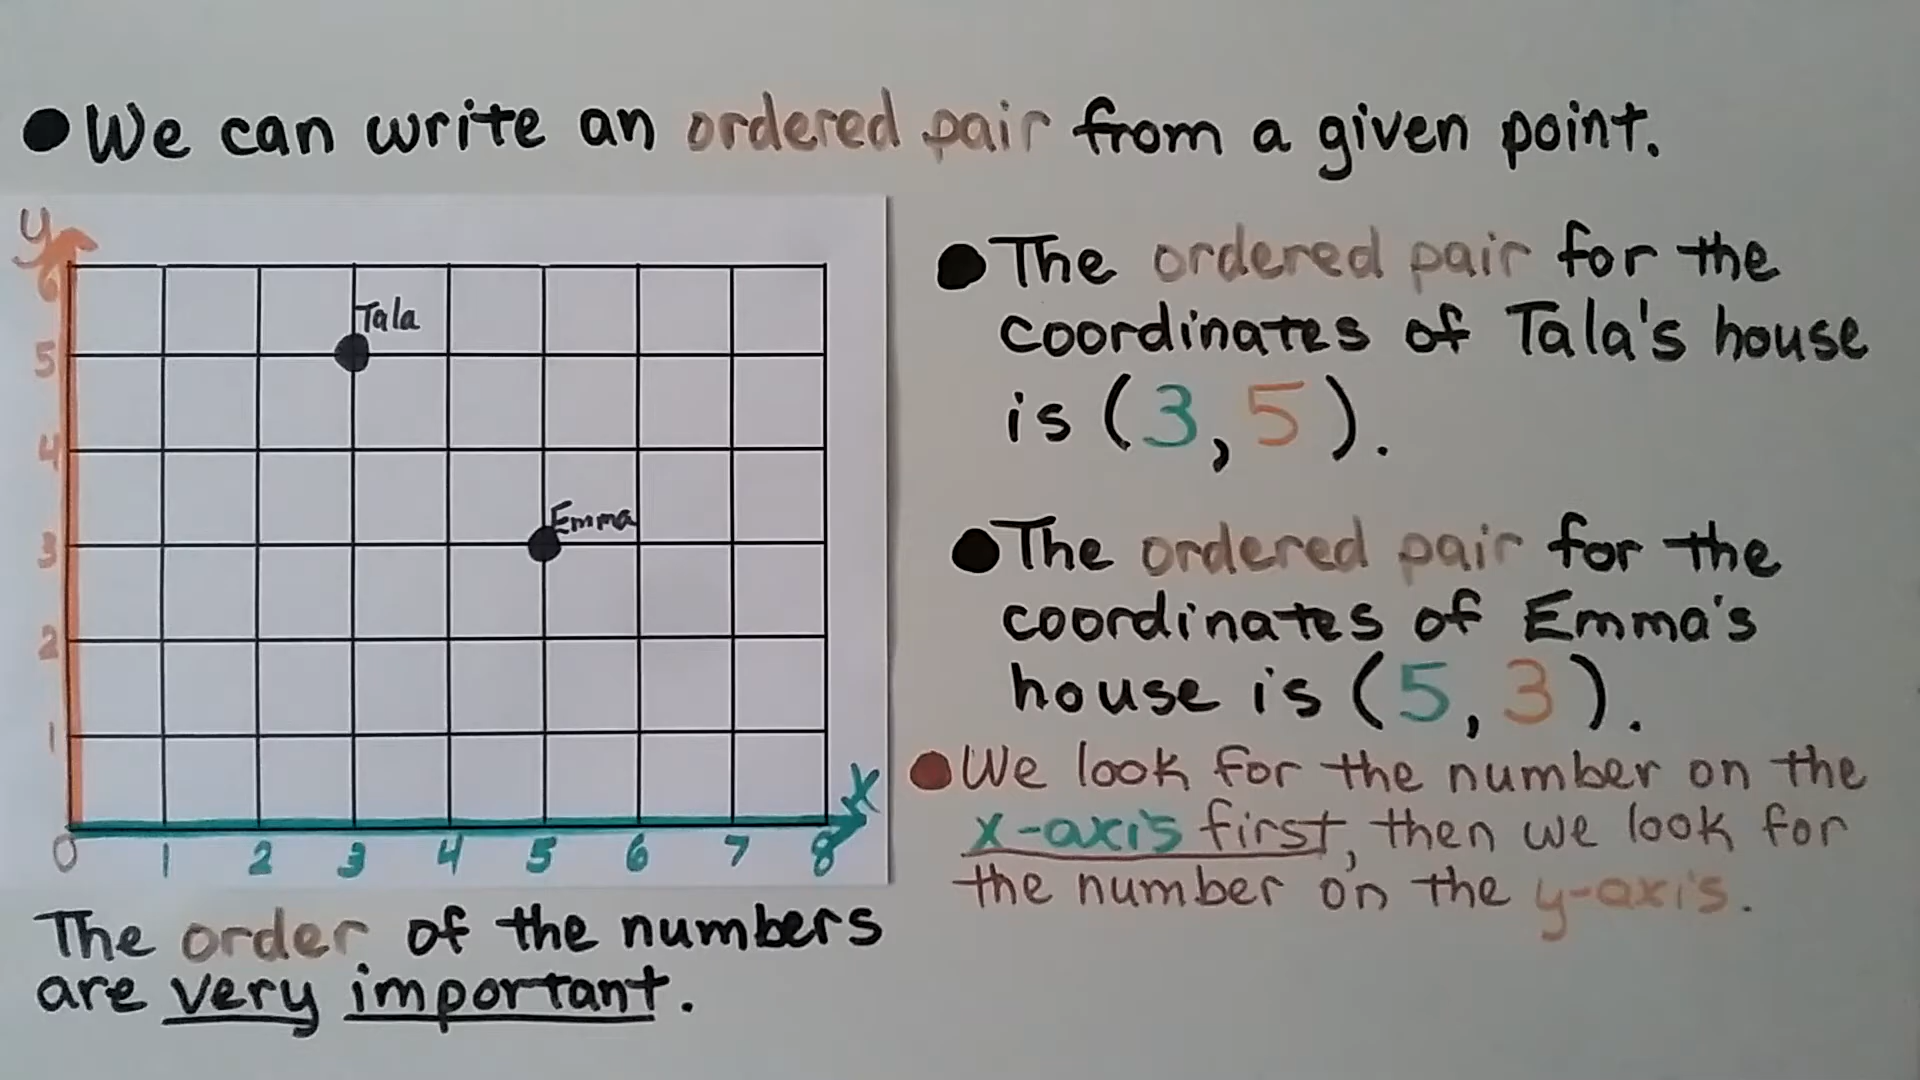 We can write an ordered pair from a given point.
y
6
Tala
5
4
Emma
3
2
1
x
0 1 2 3 4 5 6 7 8
The order of the numbers
are very important.
The ordered pair for the
coordinates of Tala's house
is (3,5).
The ordered pair for the
coordinates of Emma's
house is (5,3).
We look for the number on the
x-axis first, then we look for
the number on the y-axis.